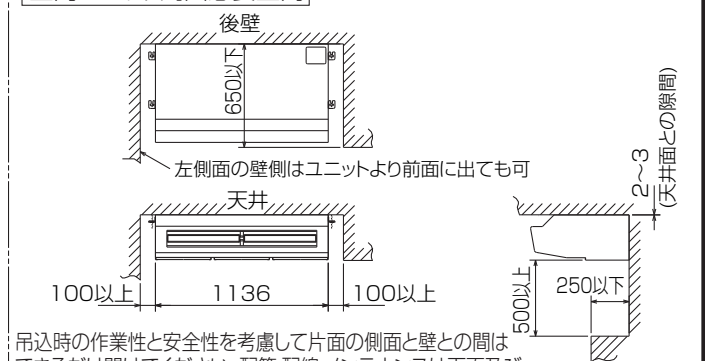 後壁
650以下
左側面の壁側はユニットより前面に出ても可
天井
2～3
(天井面との隙間)
100以上
1136
100以上
500以上
250以下
吊込時の作業性と安全性を考慮して片面の側面と壁との間は